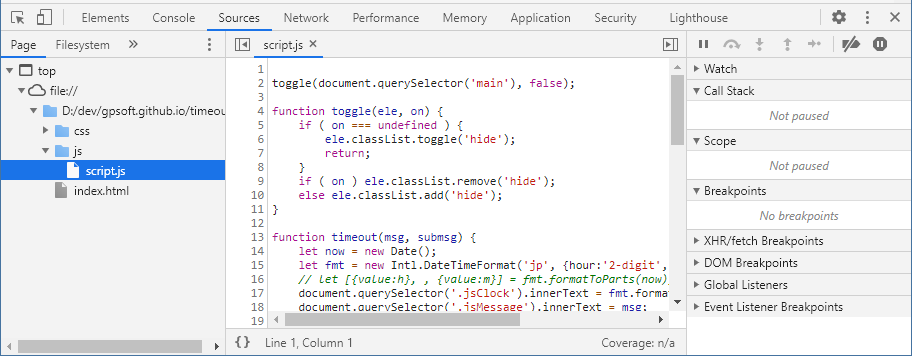 Elements Console Sources Network Performance Memory Application Security Lighthouse
Page Filesystem »
top
file://
D:/dev/gpsoft.github.io/timeou
css
js
script.js
index.html
script.js ×
1
2 toggle(document.querySelector('main'), false);
3
4 function toggle(ele, on) {
5 if ( on === undefined ) {
6 ele.classList.toggle('hide');
7 return;
8 }
9 if ( on ) ele.classList.remove('hide');
10 else ele.classList.add('hide');
11 }
12
13 function timeout(msg, submsg) {
14 let now = new Date();
15 let fmt = new Intl.DateTimeFormat('jp', {hour:'2-digit',
16 // let [{value:h}, , {value:m}] = fmt.formatToParts(now)
17 document.querySelector('.jsClock').innerText = fmt.forma
18 document.querySelector('.jsMessage').innerText = msg;
19
{} Line 1, Column 1 Coverage: n/a
Watch
Call Stack
Not paused
Scope
Not paused
Breakpoints
No breakpoints
XHR/fetch Breakpoints
DOM Breakpoints
Global Listeners
Event Listener Breakpoints